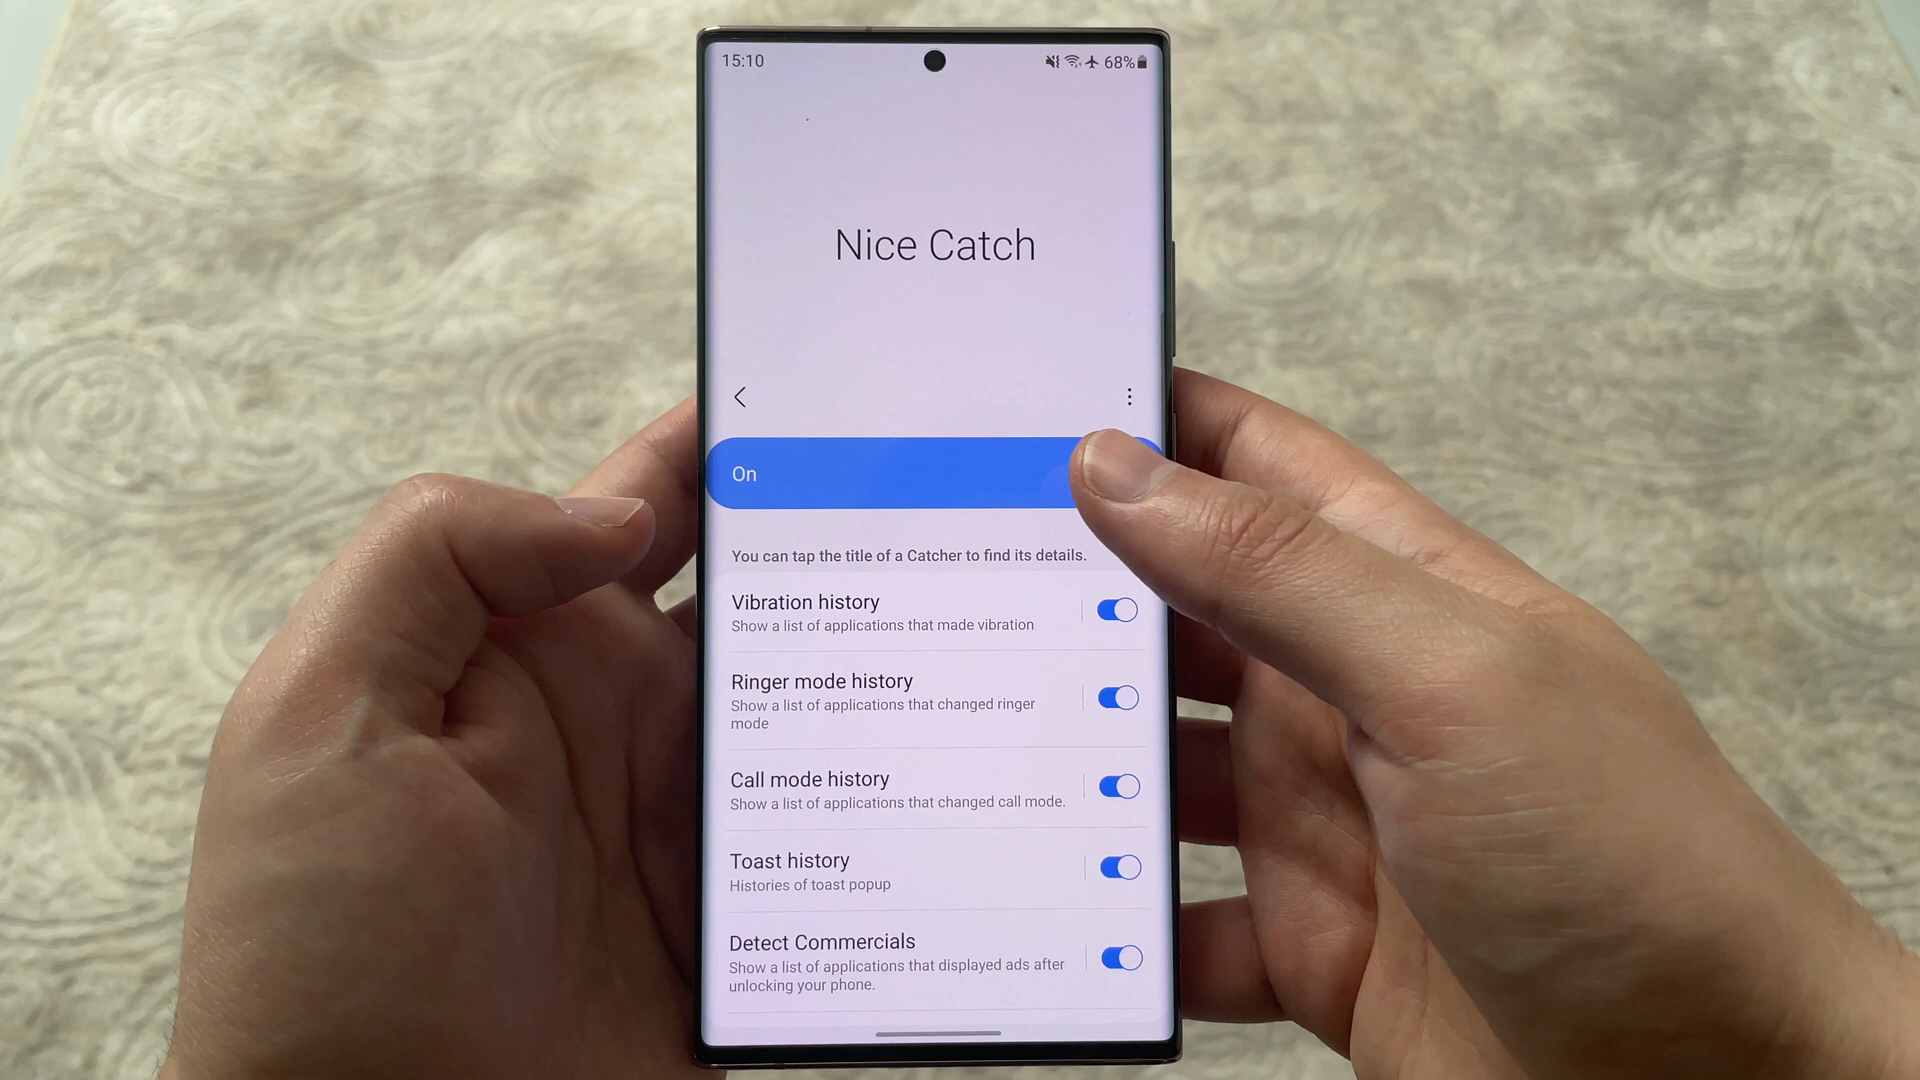 15:10
68%
Nice Catch
On
You can tap the title of a Catcher to find its details.
Vibration history
Show a list of applications that made vibration
Ringer mode history
Show a list of applications that changed ringer
mode
Call mode history
Show a list of applications that changed call mode.
Toast history
Histories of toast popup
Detect Commercials
Show a list of applications that displayed ads after
unlocking your phone.